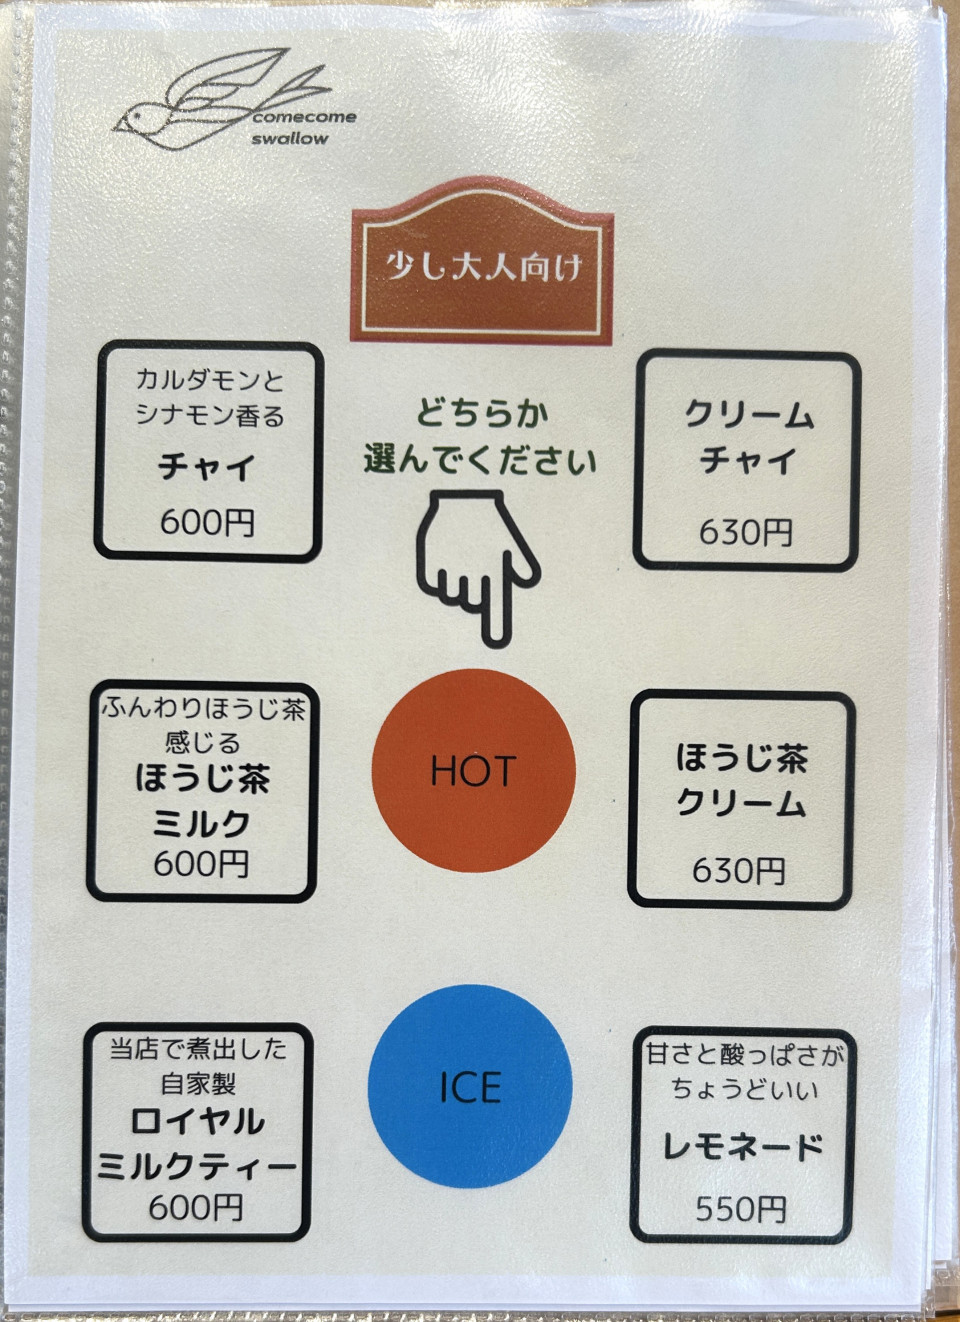 comecome
swallow
少し大人向け
カルダモンと
シナモン香る
チャイ
600円
どちらか
選んでください
クリーム
チャイ
630円
ふんわりほうじ茶
感じる
ほうじ茶
ミルク
600円
HOT
ほうじ茶
クリーム
630円
当店で煮出した
自家製
ロイヤル
ミルクティー
600円
ICE
甘さと酸っぱさが
ちょうどいい
レモネード
550円